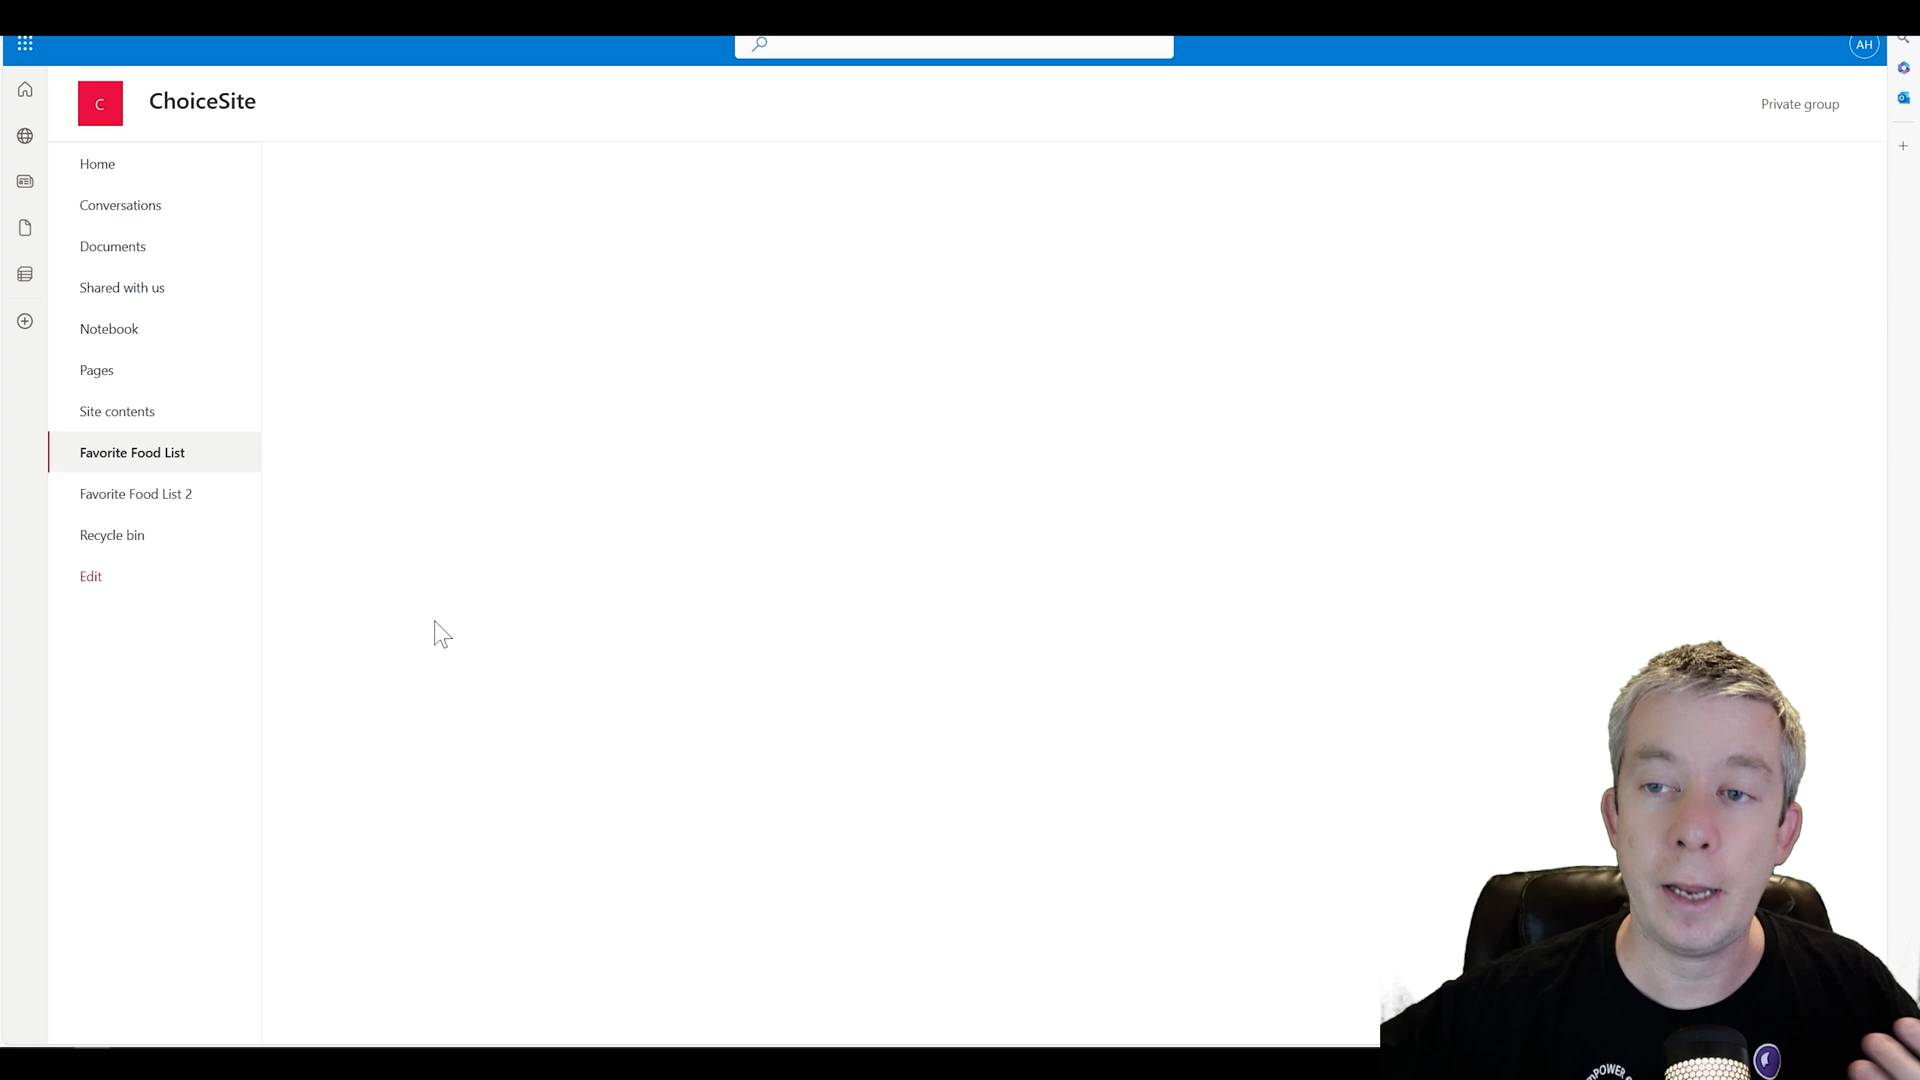 AH
C
ChoiceSite
Private group
Home
Conversations
Documents
Shared with us
Notebook
Pages
Site contents
Favorite Food List
Favorite Food List 2
Recycle bin
Edit